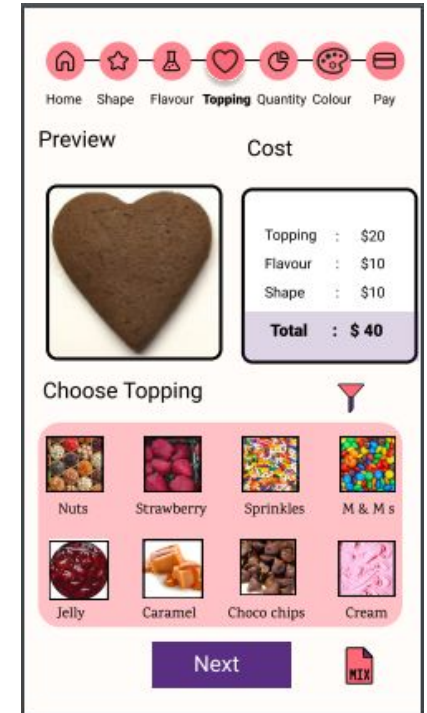 Home Shape Flavour Topping Quantity Colour Pay
Preview
Cost
Topping : $20
Flavour : $10
Shape : $10
Total : $ 40
Choose Topping
Nuts Strawberry Sprinkles M & M s
Jelly Caramel Choco chips Cream
Next
MIX